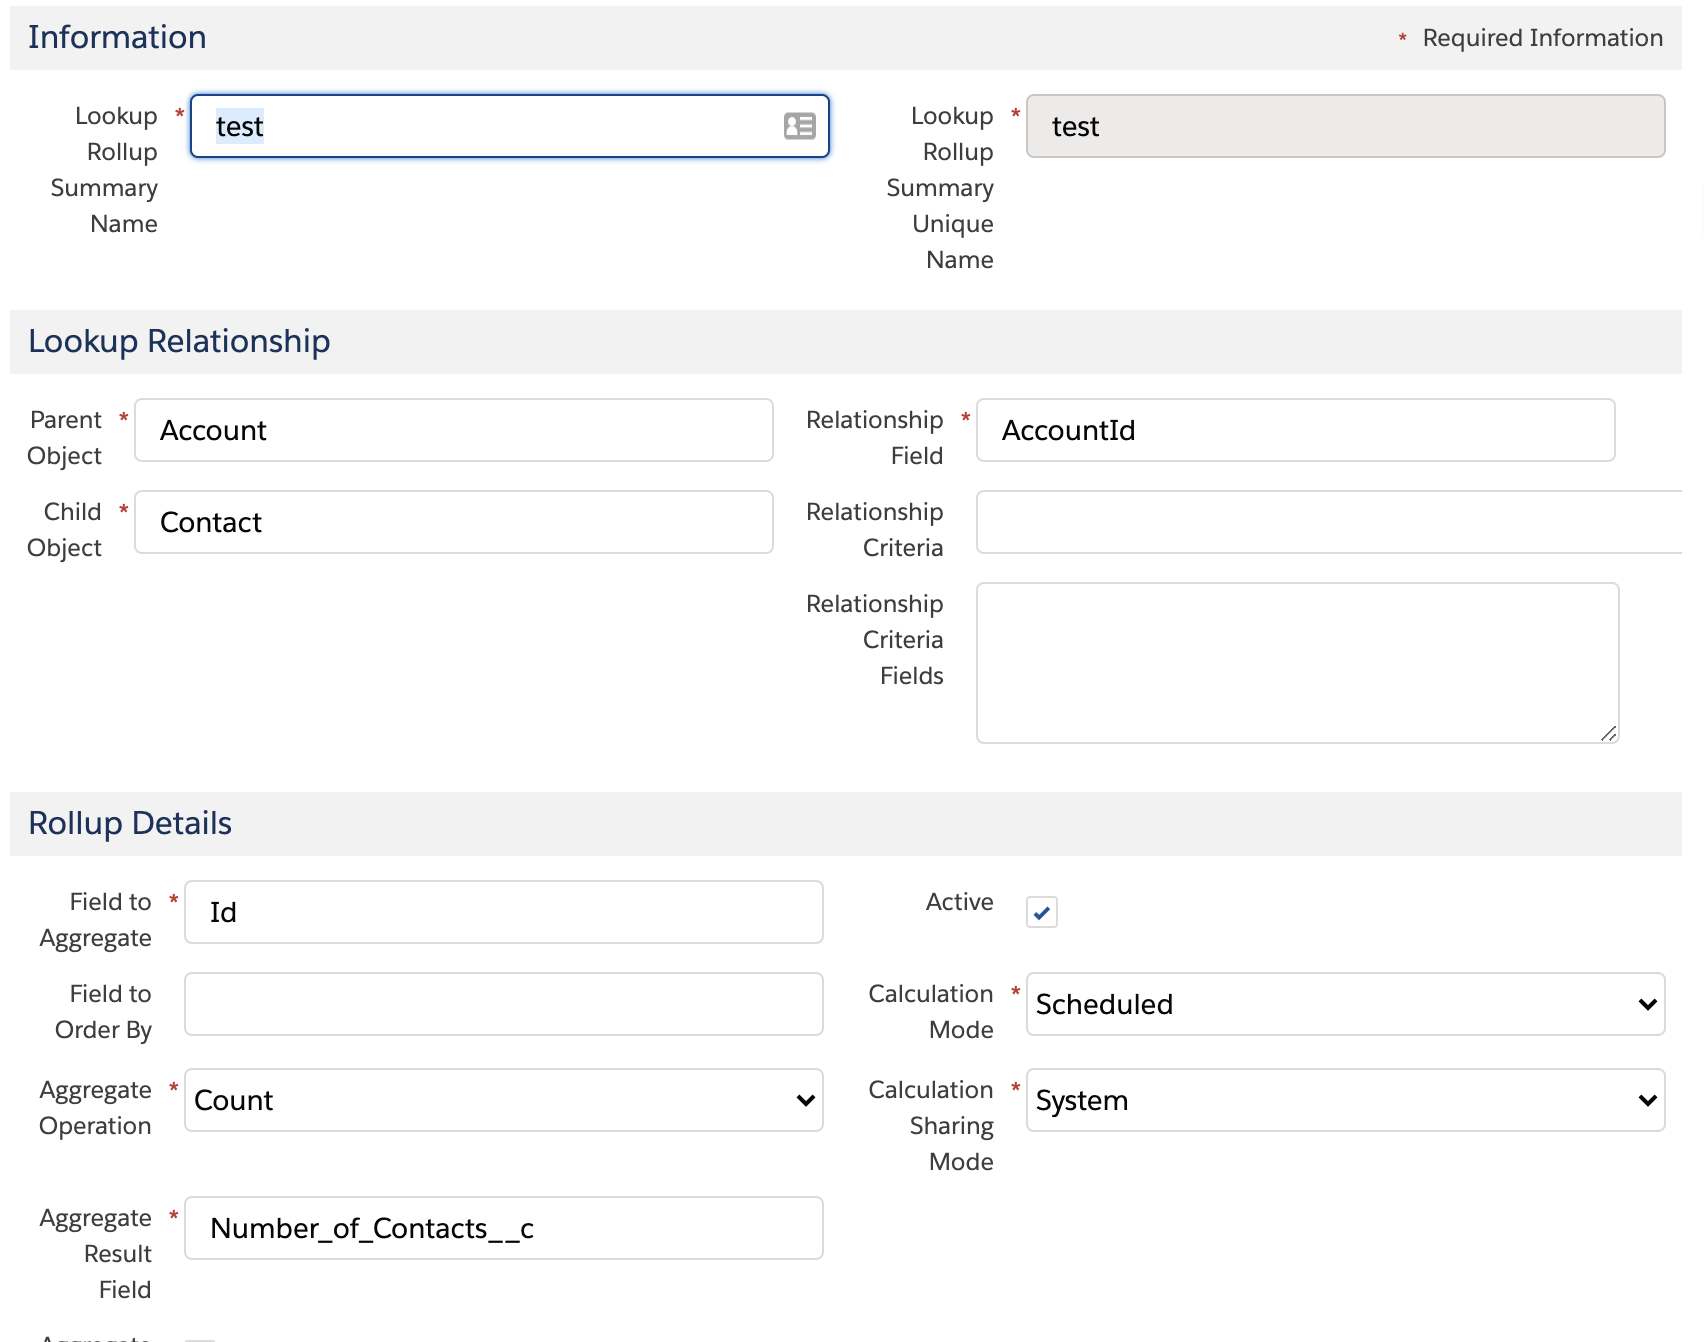 Information
* Required Information
Lookup Rollup Summary Name
*
test
Lookup Rollup Summary Unique Name
*
test
Lookup Relationship
Parent Object
*
Account
Relationship Field
*
AccountId
Child Object
*
Contact
Relationship Criteria
Relationship Criteria Fields
Rollup Details
Field to Aggregate
*
Id
Active
Field to Order By
Calculation Mode
*
Scheduled
Aggregate Operation
*
Count
Calculation Sharing Mode
*
System
Aggregate Result Field
*
Number_of_Contacts__c